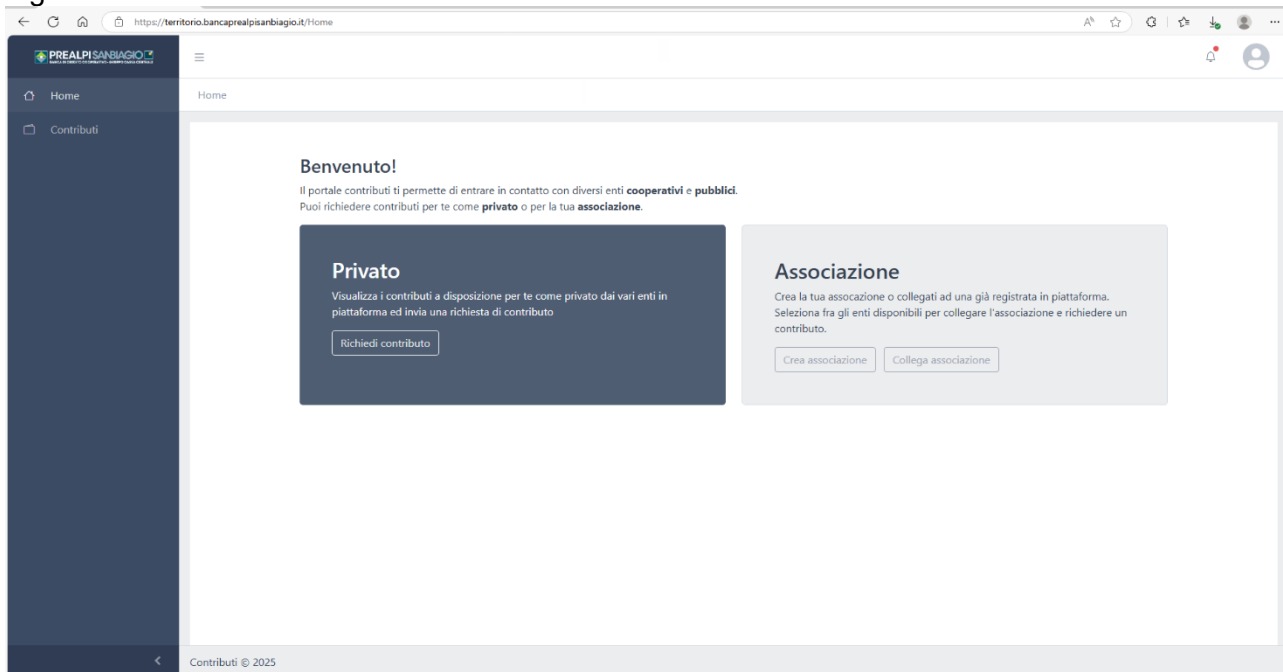 https://territorio.bancaprealpisanbiagio.it/Home
PREALPI SANBIAGIO
Home
Contributi
Home
Benvenuto!
Il portale contributi ti permette di entrare in contatto con diversi enti cooperativi e pubblici.
Puoi richiedere contributi per te come privato o per la tua associazione.
Privato
Visualizza i contributi a disposizione per te come privato dai vari enti in
piattaforma ed invia una richiesta di contributo
Richiedi contributo
Associazione
Crea la tua assocazione o collegati ad una già registrata in piattaforma.
Seleziona fra gli enti disponibili per collegare l'associazione e richiedere un
contributo.
Crea associazione
Collega associazione
Contributi © 2025